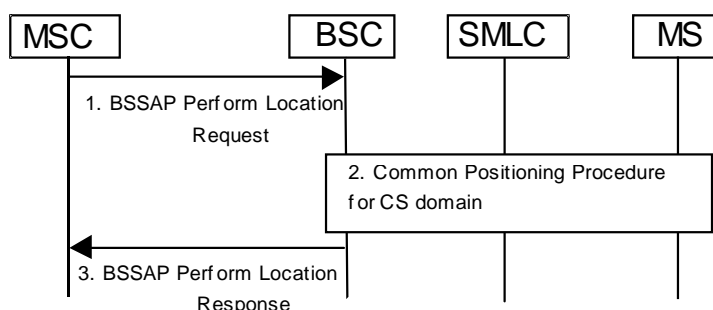 MSC
BSC
SMLC
MS
1. BSSAP Perform Location
Request
2. Common Positioning Procedure
for CS domain
3. BSSAP Perform Location
Response